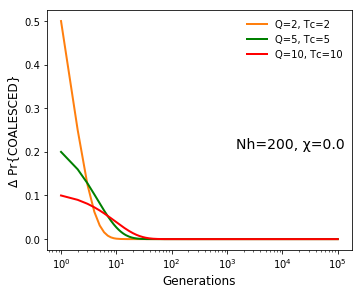 0.5
0.4
0.3
0.2
0.1
0.0
Δ Pr{COALESCED}
Q=2, Tc=2
Q=5, Tc=5
Q=10, Tc=10
Nh=200, χ=0.0
10⁰ 10¹ 10² 10³ 10⁴ 10⁵
Generations